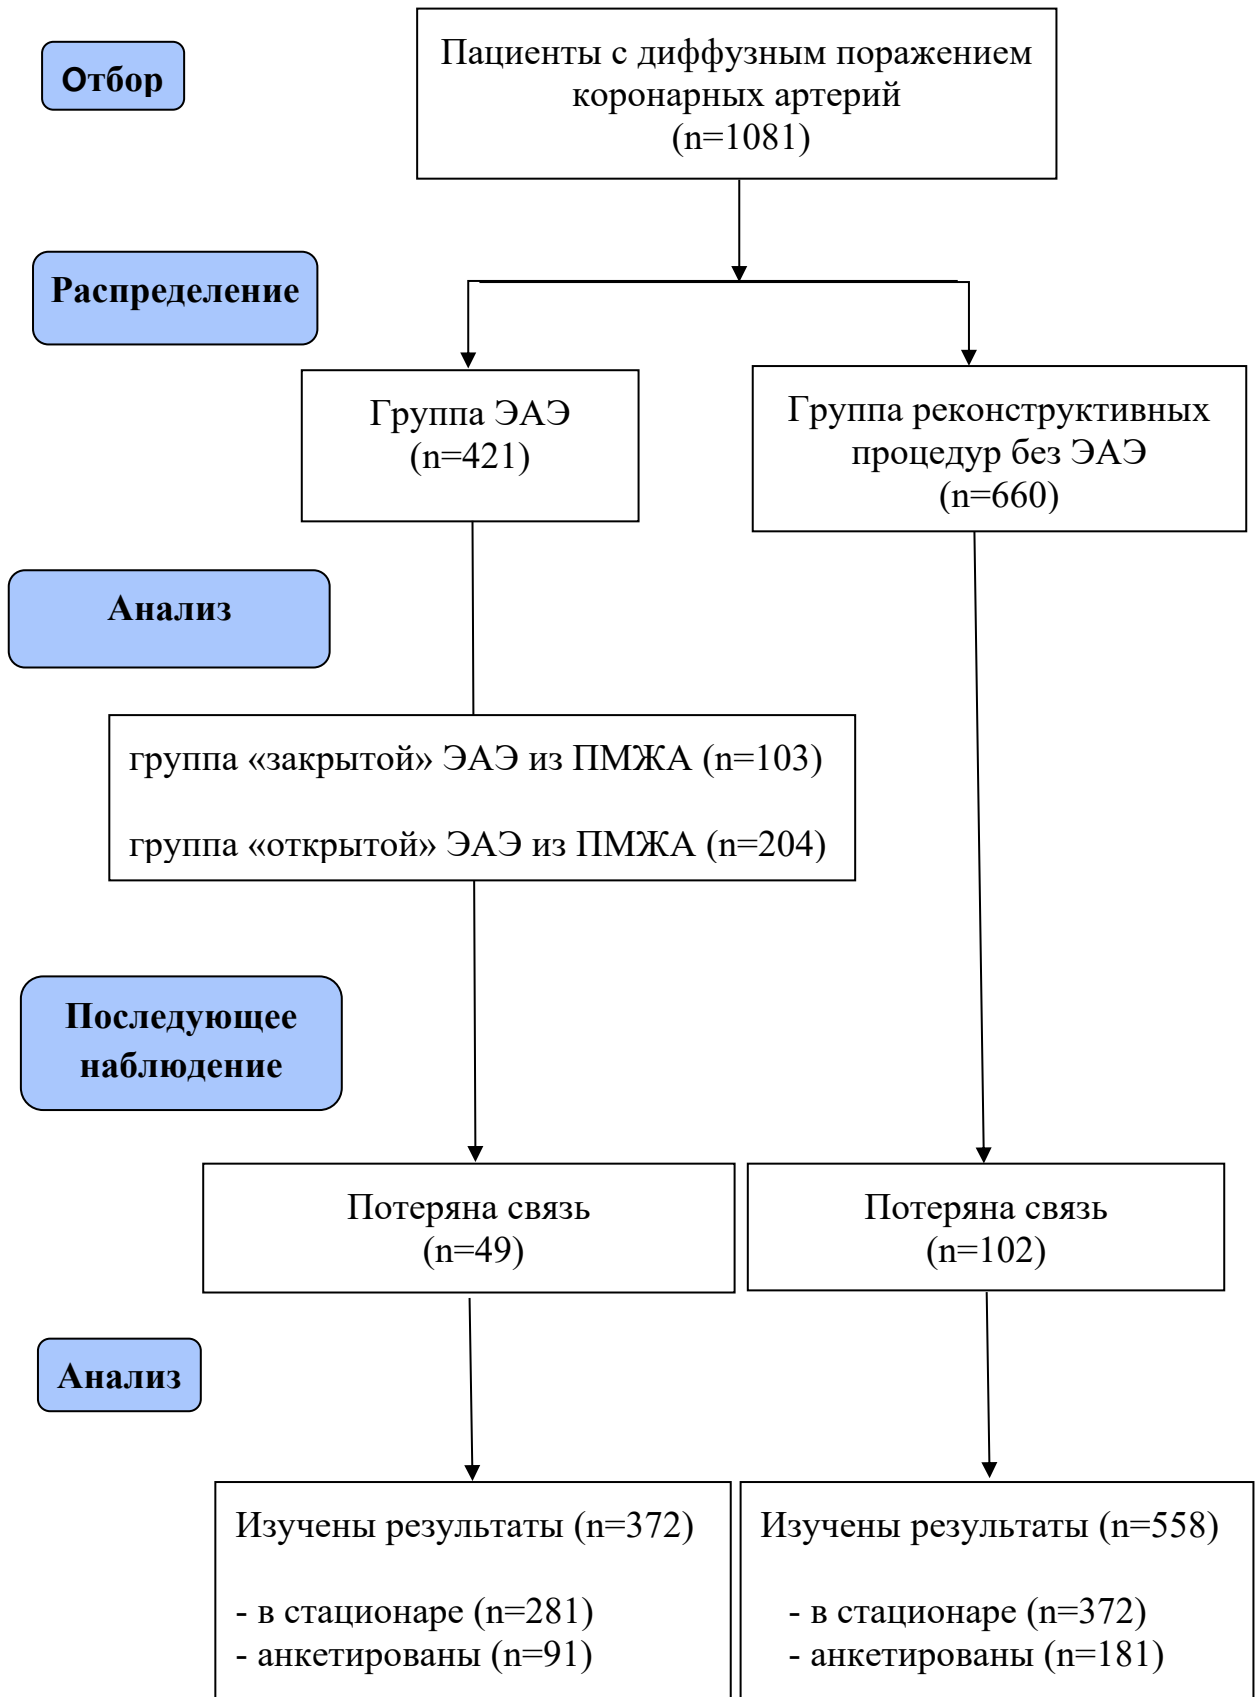 Отбор
Пациенты с диффузным поражением
коронарных артерий
(n=1081)
Распределение
Группа ЭАЭ
(n=421)
Группа реконструктивных
процедур без ЭАЭ
(n=660)
Анализ
группа «закрытой» ЭАЭ из ПМЖА (n=103)
группа «открытой» ЭАЭ из ПМЖА (n=204)
Последующее
наблюдение
Потеряна связь
(n=49)
Потеряна связь
(n=102)
Анализ
Изучены результаты (n=372)
- в стационаре (n=281)
- анкетированы (n=91)
Изучены результаты (n=558)
- в стационаре (n=372)
- анкетированы (n=181)